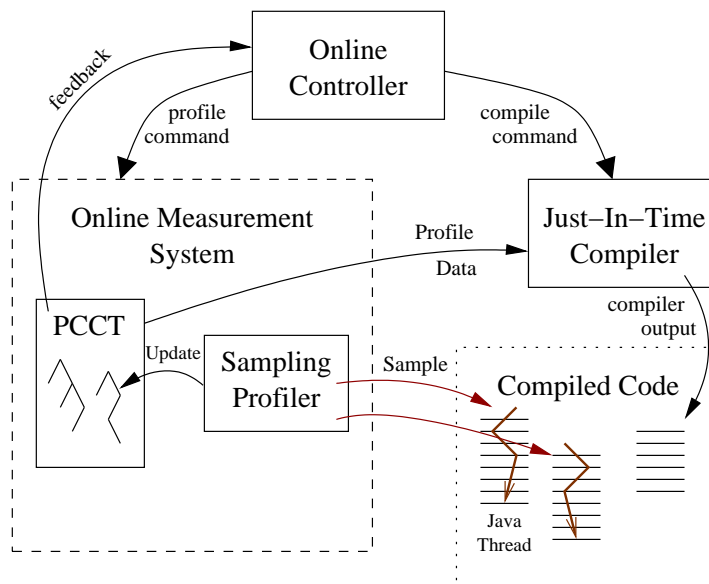 Online
Controller
feedback
profile
command
compile
command
Online Measurement
System
Just–In–Time
Compiler
Profile
Data
PCCT
Update
Sampling
Profiler
Sample
compiler
output
Compiled Code
Java
Thread